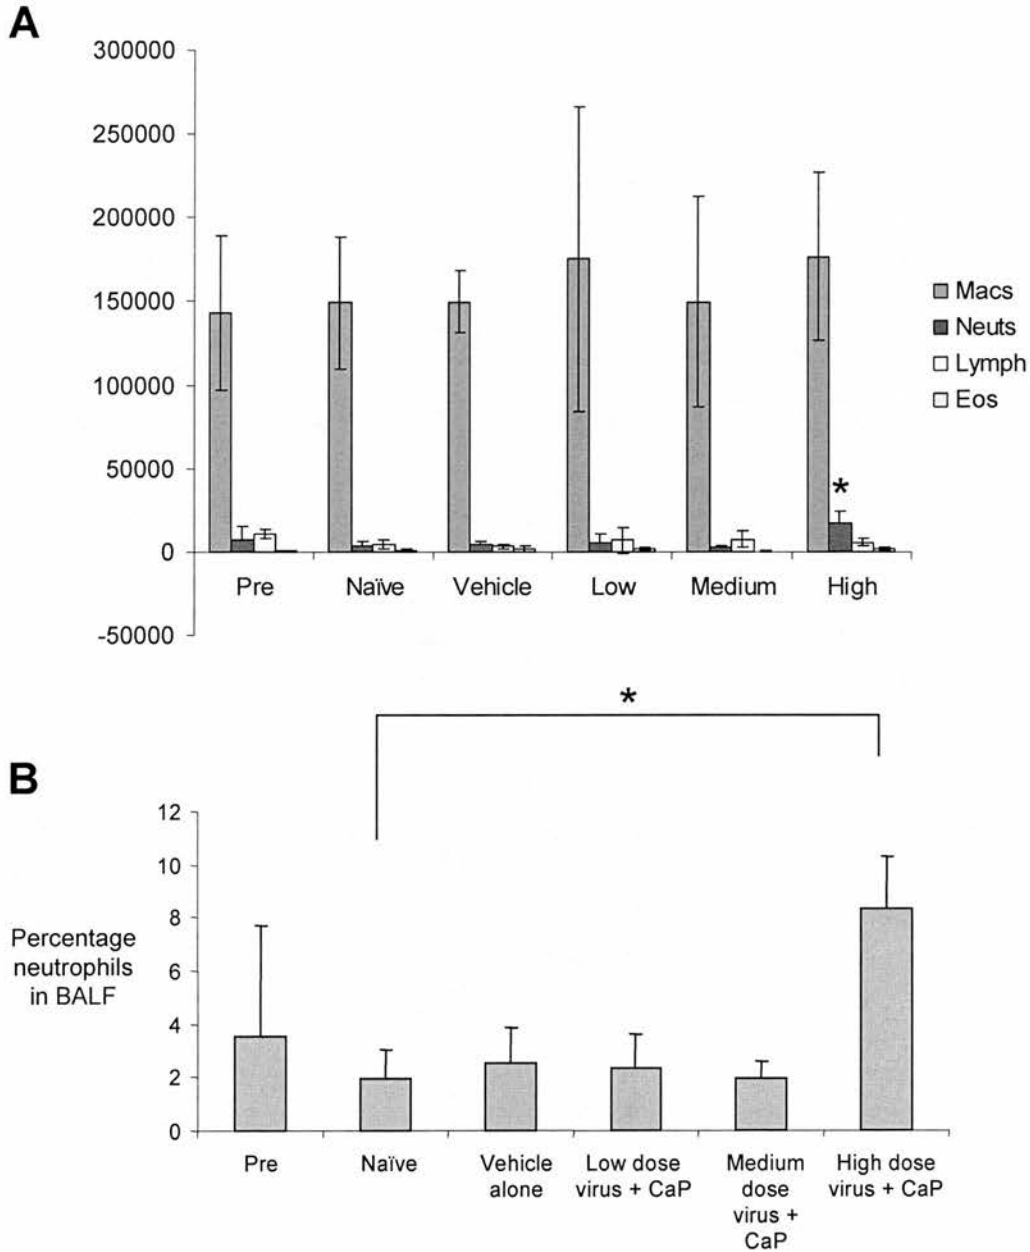 A
300000
250000
200000
150000
100000
50000
0
-50000
Pre Naïve Vehicle Low Medium High
*
Macs
Neuts
Lymph
Eos
*
B
12
10
8
6
4
2
0
Percentage
neutrophils
in BALF
Pre
Naïve
Vehicle
alone
Low dose
virus + CaP
Medium
dose
virus +
CaP
High dose
virus + CaP